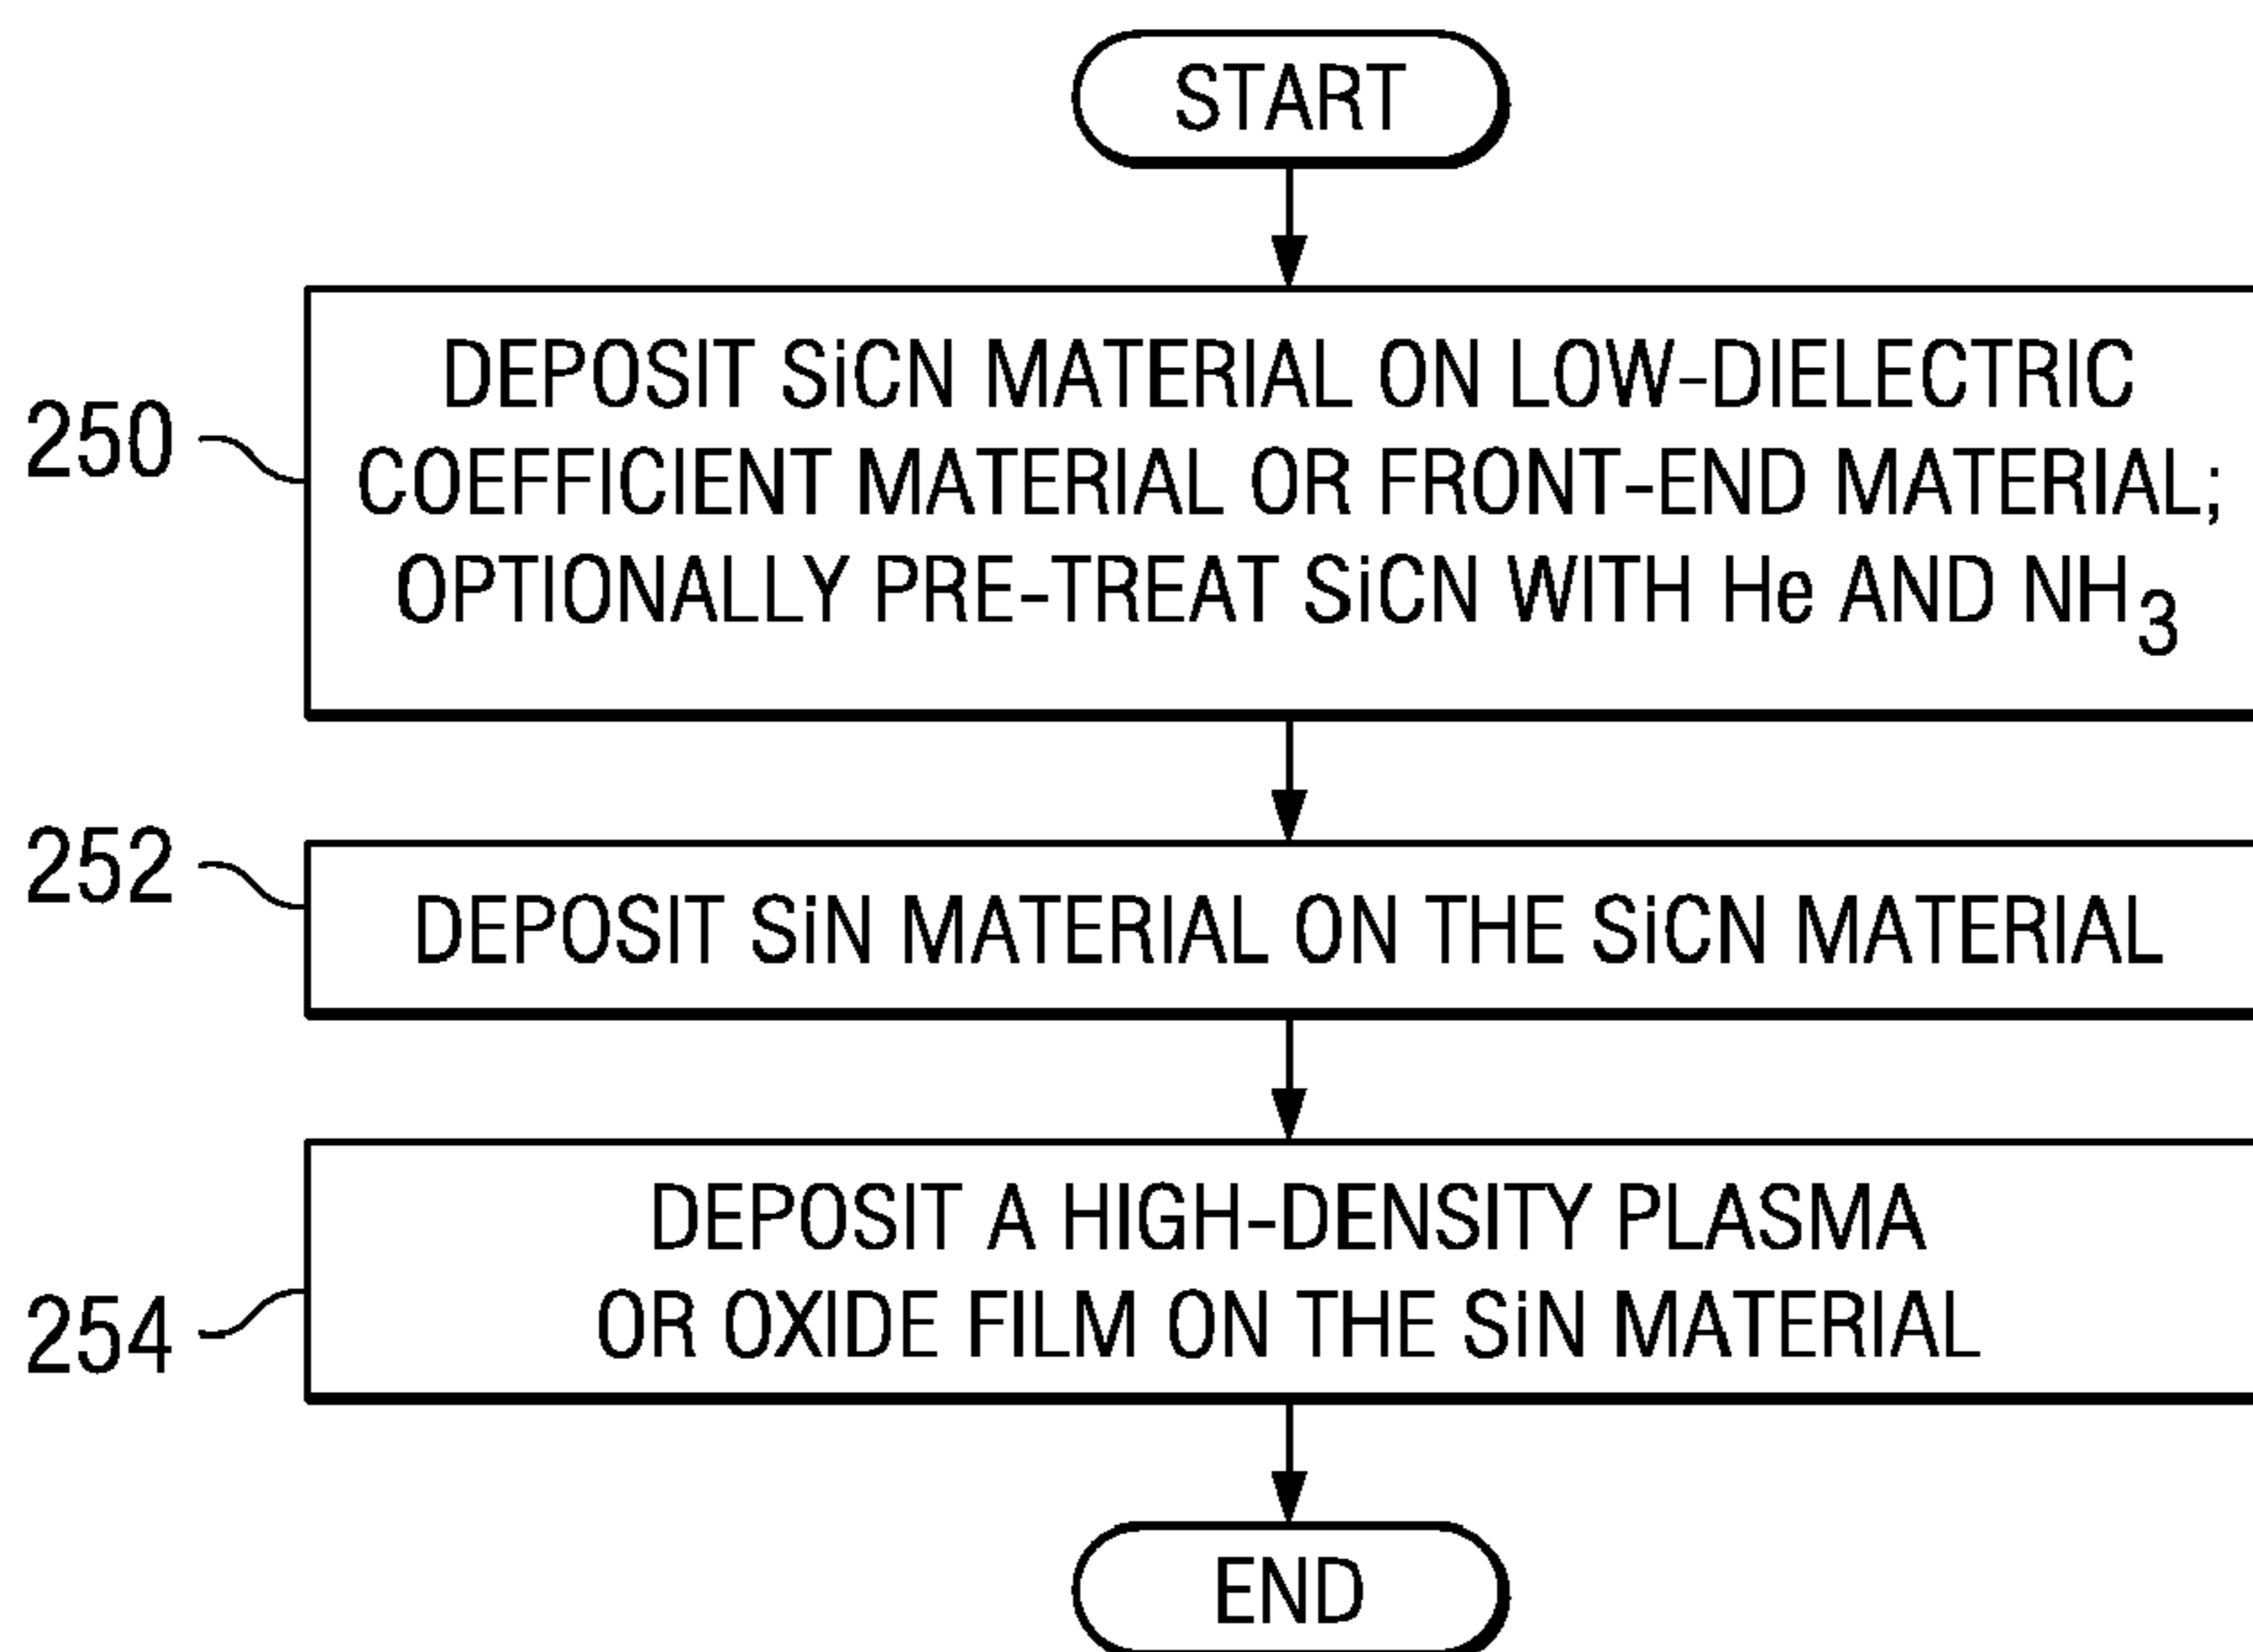 START
250
DEPOSIT SiCN MATERIAL ON LOW-DIELECTRIC
COEFFICIENT MATERIAL OR FRONT-END MATERIAL;
OPTIONALLY PRE-TREAT SiCN WITH He AND NH3
252
DEPOSIT SiN MATERIAL ON THE SiCN MATERIAL
254
DEPOSIT A HIGH-DENSITY PLASMA
OR OXIDE FILM ON THE SiN MATERIAL
END